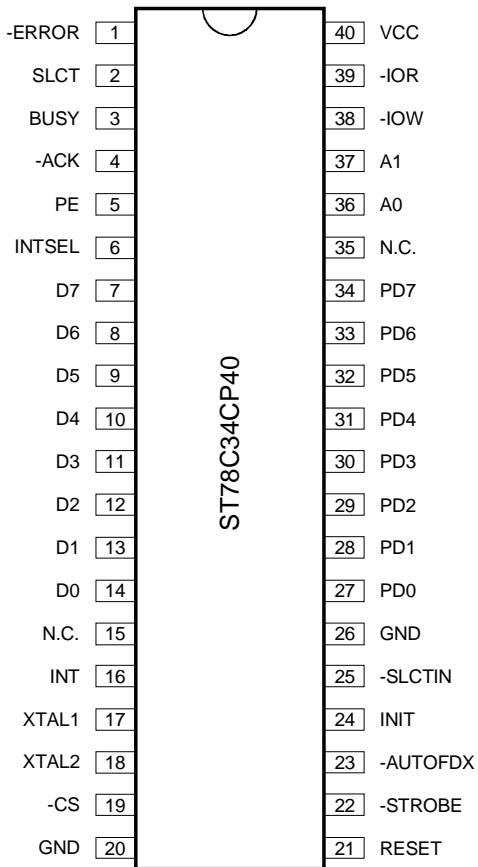 -ERROR 1 40 VCC
SLCT 2 39 -IOR
BUSY 3 38 -IOW
-ACK 4 37 A1
PE 5 36 A0
INTSEL 6 35 N.C.
D7 7 34 PD7
D6 8 33 PD6
D5 9 32 PD5
D4 10 31 PD4
D3 11 30 PD3
D2 12 29 PD2
D1 13 28 PD1
D0 14 27 PD0
N.C. 15 26 GND
INT 16 25 -SLCTIN
XTAL1 17 24 INIT
XTAL2 18 23 -AUTOFDX
-CS 19 22 -STROBE
GND 20 21 RESET
ST78C34CP40